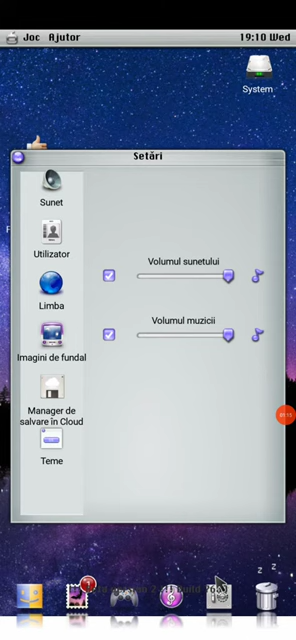 Joc Ajutor 19:10 Wed
System
Setări
Sunet
Utilizator
Limba
Imagini de fundal
Manager de
salvare în Cloud
Teme
Volumul sunetului
Volumul muzicii